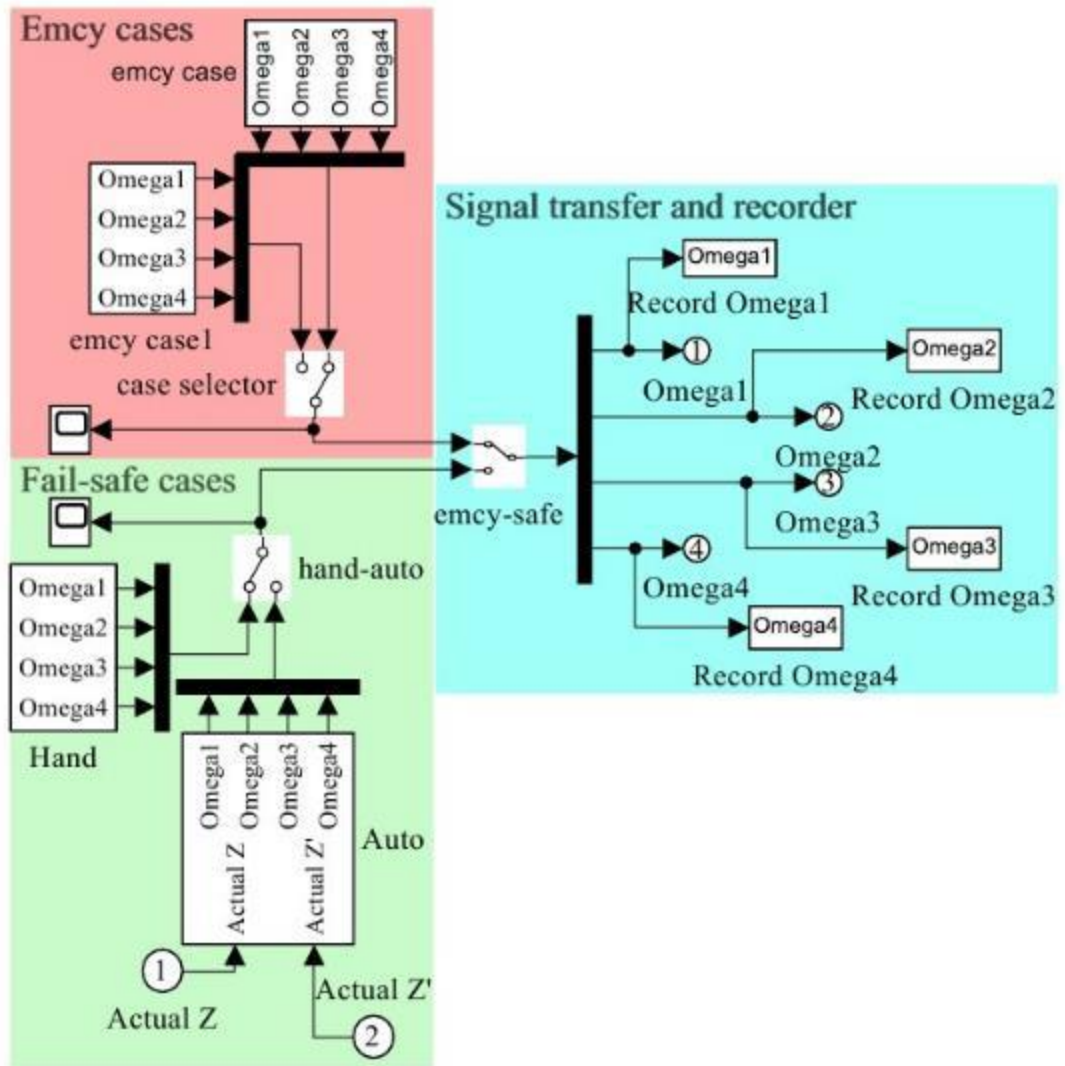 Emcy cases
emcy case
Omega1
Omega2
Omega3
Omega4
Omega1
Omega2
Omega3
Omega4
emcy case1
case selector
Fail-safe cases
hand-auto
Omega1
Omega2
Omega3
Omega4
Hand
Omega1
Omega2
Omega3
Omega4
Actual Z
Actual Z'
Auto
1
Actual Z
Actual Z'
2
emcy-safe
Signal transfer and recorder
Omega1
Record Omega1
1
Omega1
Omega2
Record Omega2
2
Omega2
3
Omega3
Omega3
Record Omega3
4
Omega4
Omega4
Record Omega4